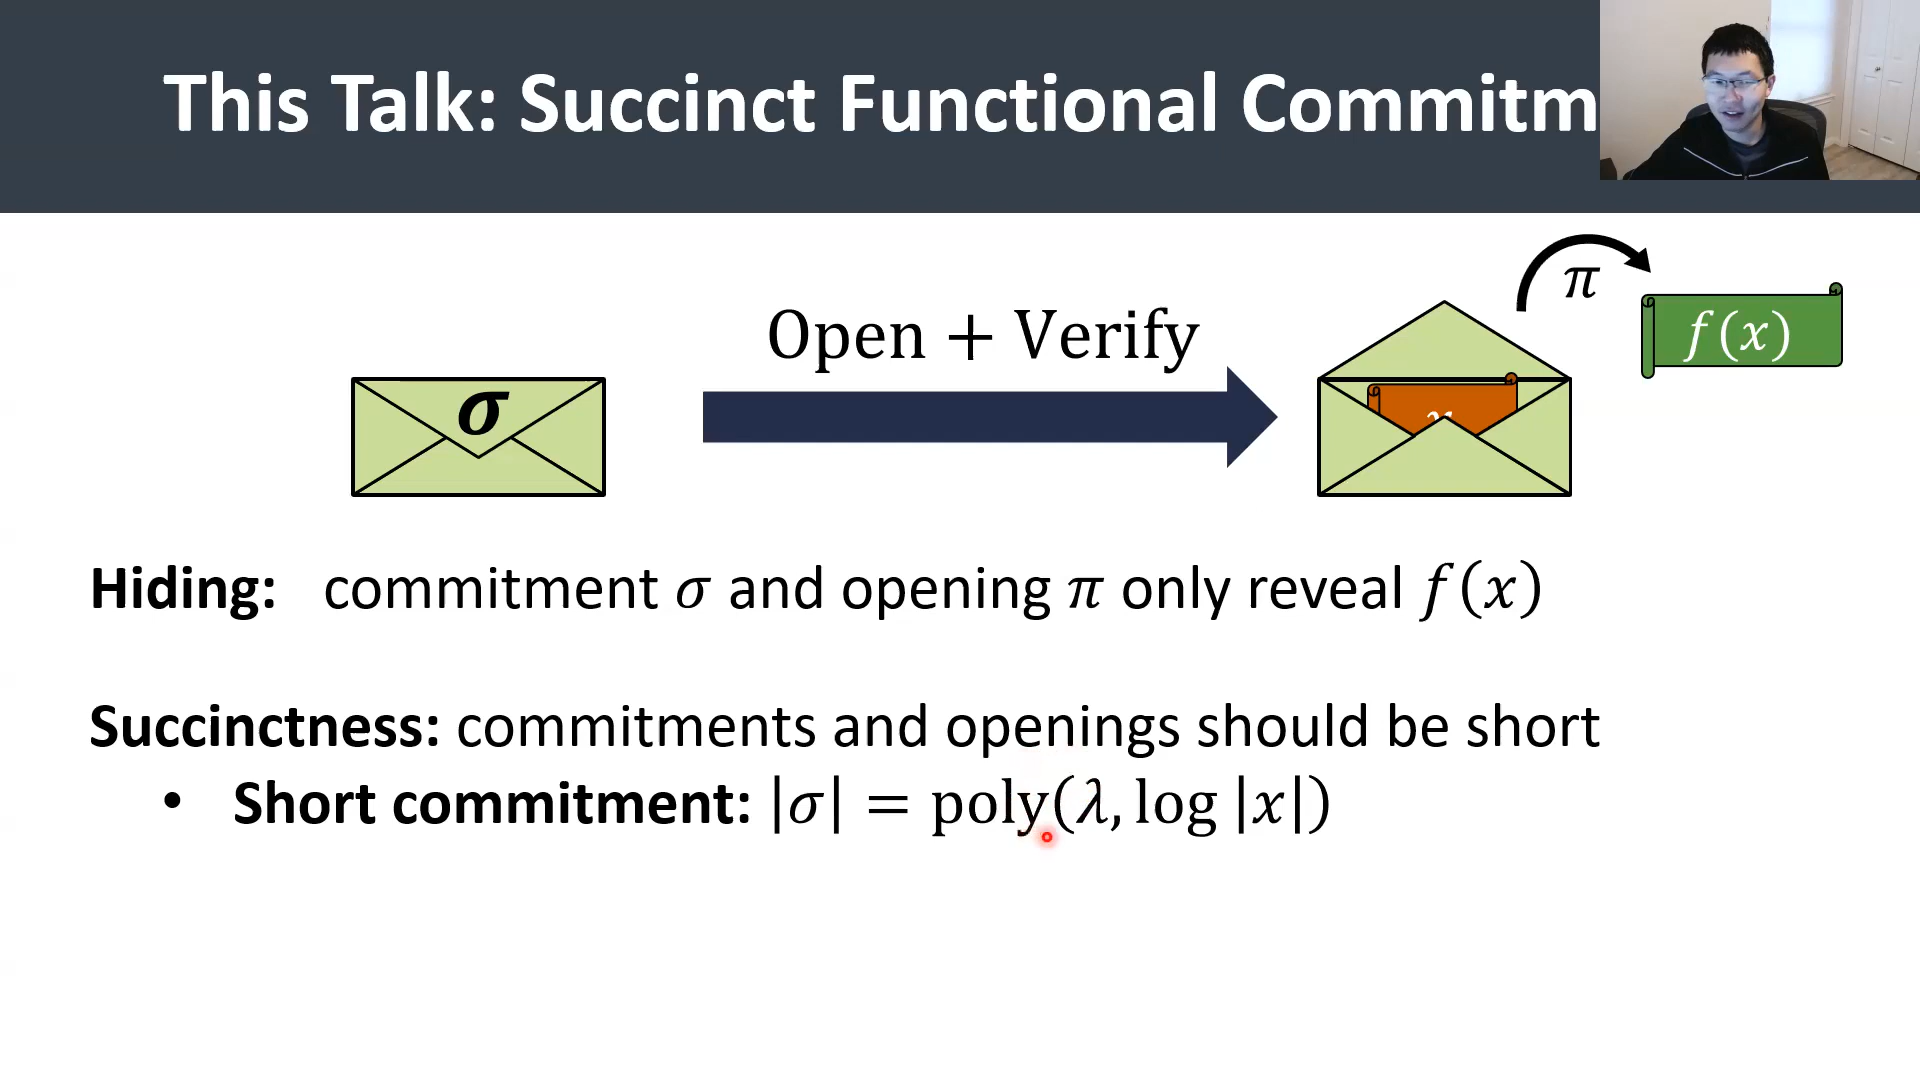 This Talk: Succinct Functional Commitm
π
f(x)
Open + Verify
σ
Hiding: commitment σ and opening π only reveal f(x)
Succinctness: commitments and openings should be short
• Short commitment: |σ| = poly(λ, log |x|)